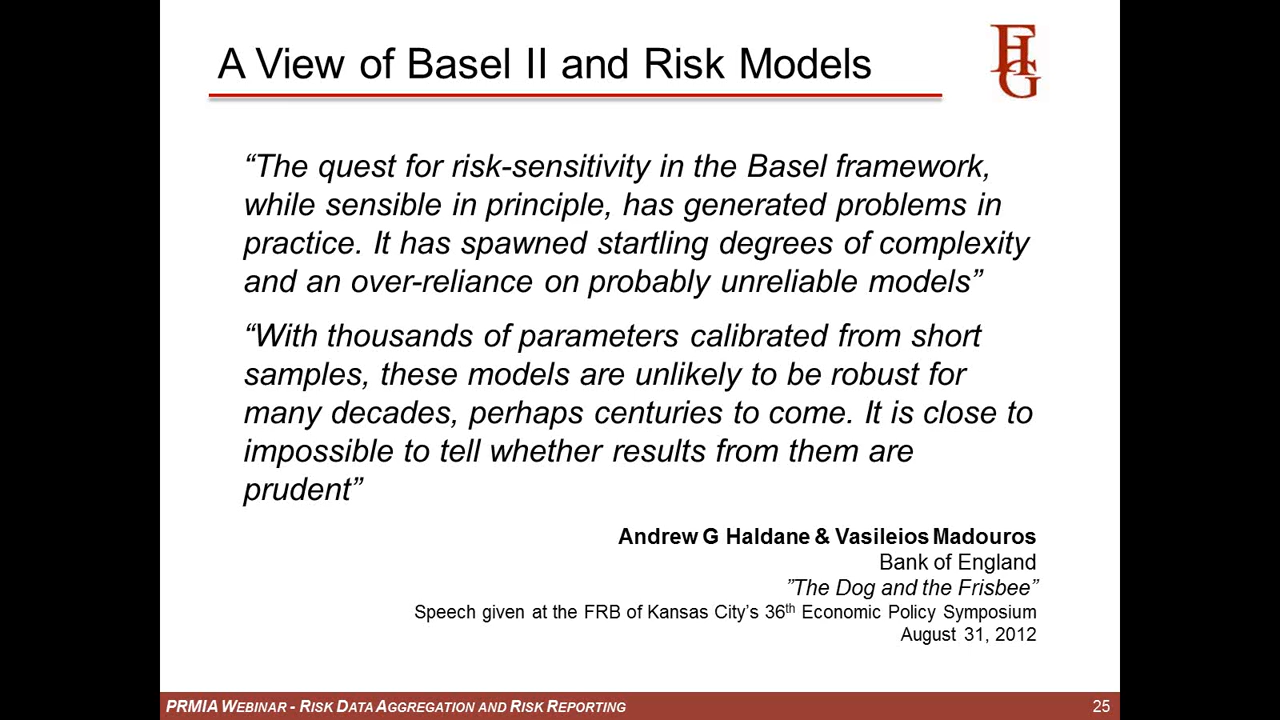 A View of Basel II and Risk Models
FHG
“The quest for risk-sensitivity in the Basel framework,
while sensible in principle, has generated problems in
practice. It has spawned startling degrees of complexity
and an over-reliance on probably unreliable models”
“With thousands of parameters calibrated from short
samples, these models are unlikely to be robust for
many decades, perhaps centuries to come. It is close to
impossible to tell whether results from them are
prudent”
Andrew G Haldane & Vasileios Madouros
Bank of England
”The Dog and the Frisbee”
Speech given at the FRB of Kansas City’s 36th Economic Policy Symposium
August 31, 2012
PRMIA WEBINAR - RISK DATA AGGREGATION AND RISK REPORTING 25